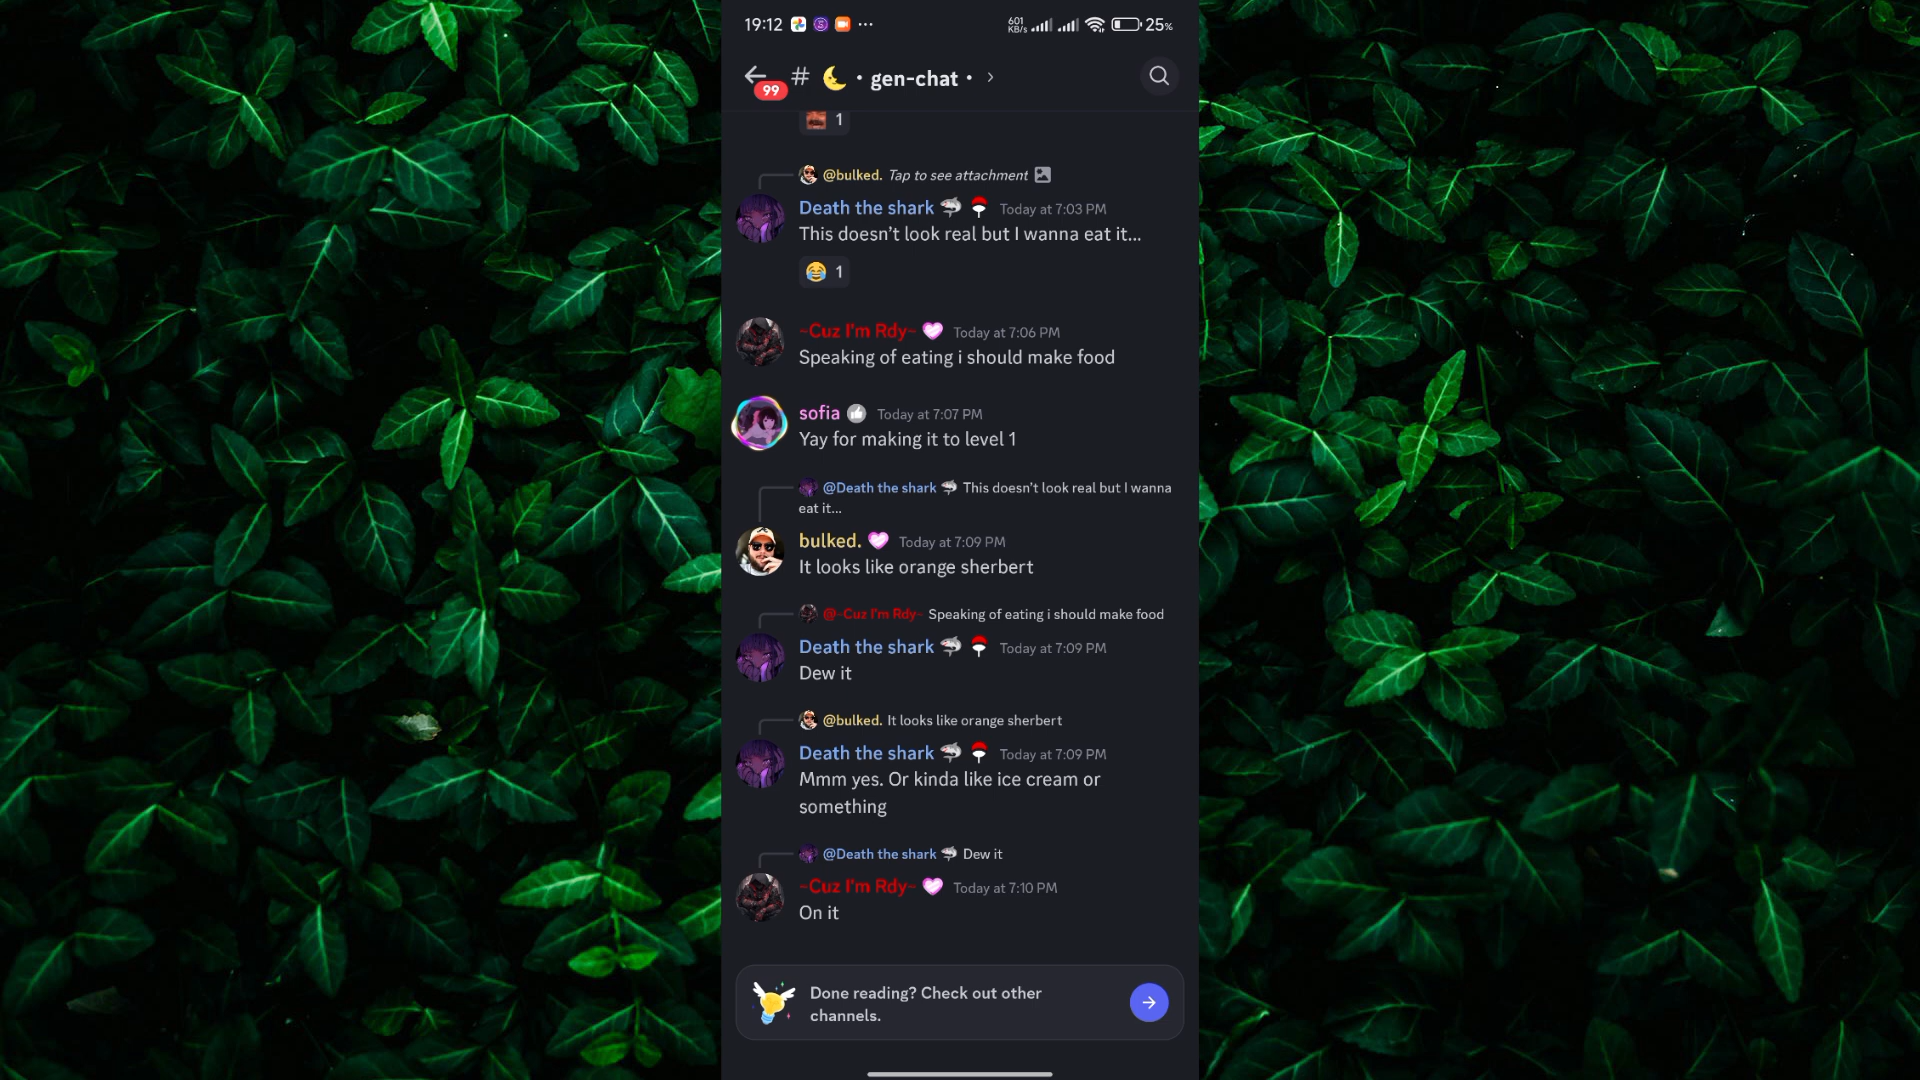 19:12 601 KB/s 25%
99 # • gen-chat •
1
@bulked. Tap to see attachment
Death the shark Today at 7:03 PM
This doesn't look real but I wanna eat it...
1
~Cuz I'm Rdy~ Today at 7:06 PM
Speaking of eating i should make food
sofia Today at 7:07 PM
Yay for making it to level 1
@Death the shark This doesn't look real but I wanna
eat it...
bulked. Today at 7:09 PM
It looks like orange sherbert
@~Cuz I'm Rdy~ Speaking of eating i should make food
Death the shark Today at 7:09 PM
Dew it
@bulked. It looks like orange sherbert
Death the shark Today at 7:09 PM
Mmm yes. Or kinda like ice cream or
something
@Death the shark Dew it
~Cuz I'm Rdy~ Today at 7:10 PM
On it
Done reading? Check out other
channels.